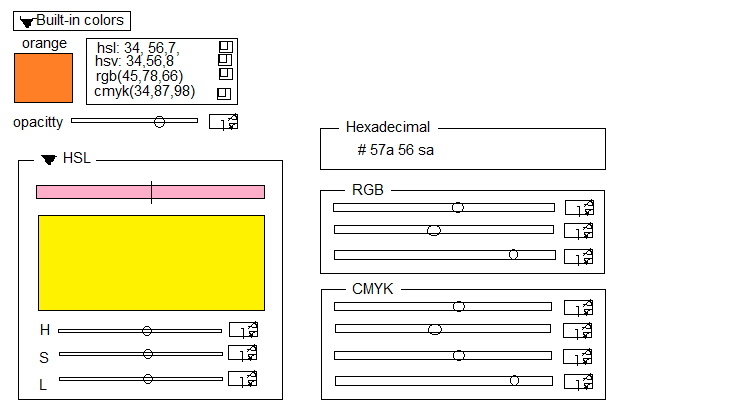 Built-in colors
orange
hsl: 34, 56,7,
hsv: 34,56,8
rgb(45,78,66)
cmyk(34,87,98)
opacitty
1
HSL
H
1
S
1
L
1
Hexadecimal
# 57a 56 sa
RGB
1
1
1
CMYK
1
1
1
1